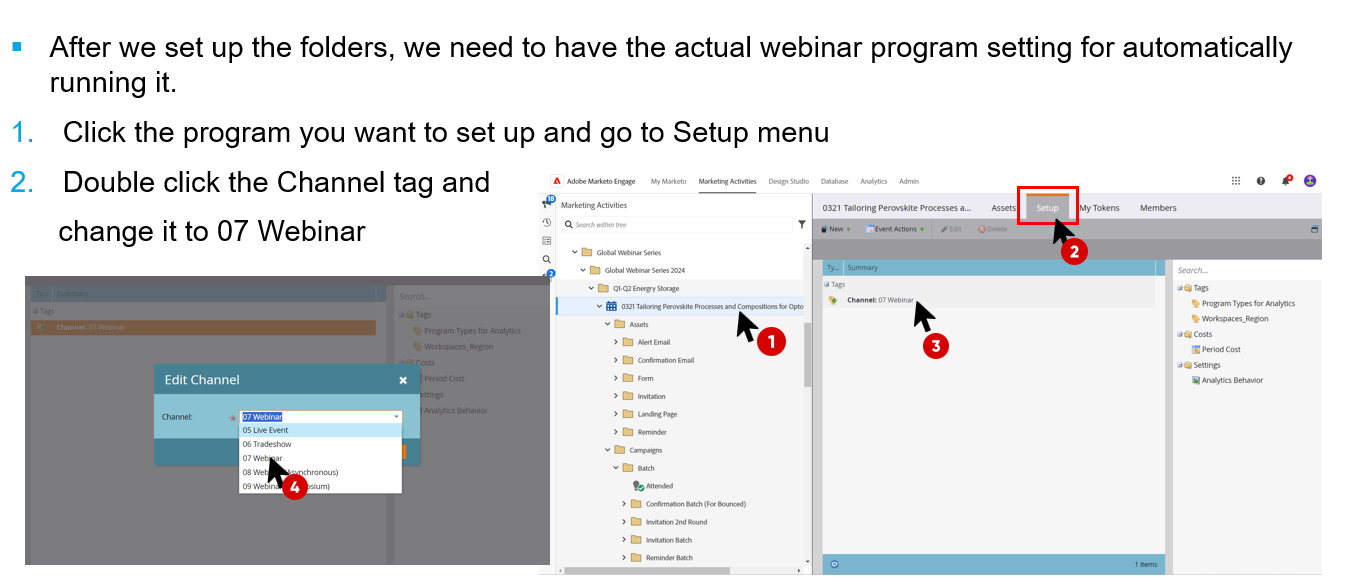 After we set up the folders, we need to have the actual webinar program setting for automatically
running it.
1. Click the program you want to set up and go to Setup menu
2. Double click the Channel tag and
change it to 07 Webinar
Adobe Marketo Engage My Marketo Marketing Activities Design Studio Database Analytics Admin
4
18
Marketing Activities
Search within tree
2
Global Webinar Series
Global Webinar Series 2024
Q1-Q2 Energry Storage
0321 Tailoring Perovskite Processes and Compositions for Opto
1
Assets
Alert Email
Confirmation Email
Form
Invitation
Landing Page
Reminder
Campaigns
Batch
Attended
Confirmation Batch (For Bounced)
Invitation 2nd Round
Invitation Batch
Reminder Batch
0321 Tailoring Perovskite Processes a... Assets Setup My Tokens Members
New Event Actions Edit Delete
2
Ty... Summary
Tags
Channel: 07 Webinar
3
1 items
Search...
Tags
Program Types for Analytics
Workspaces_Region
Costs
Period Cost
Settings
Analytics Behavior
Ty... Summary
Tags
Channel: 07 Webinar
Search...
Tags
Program Types for Analytics
Workspaces_Region
Costs
Period Cost
ettings
Analytics Behavior
Edit Channel
Channel: 07 Webinar
05 Live Event
06 Tradeshow
07 Webinar
08 Web Asynchronous)
09 Webina osium)
4